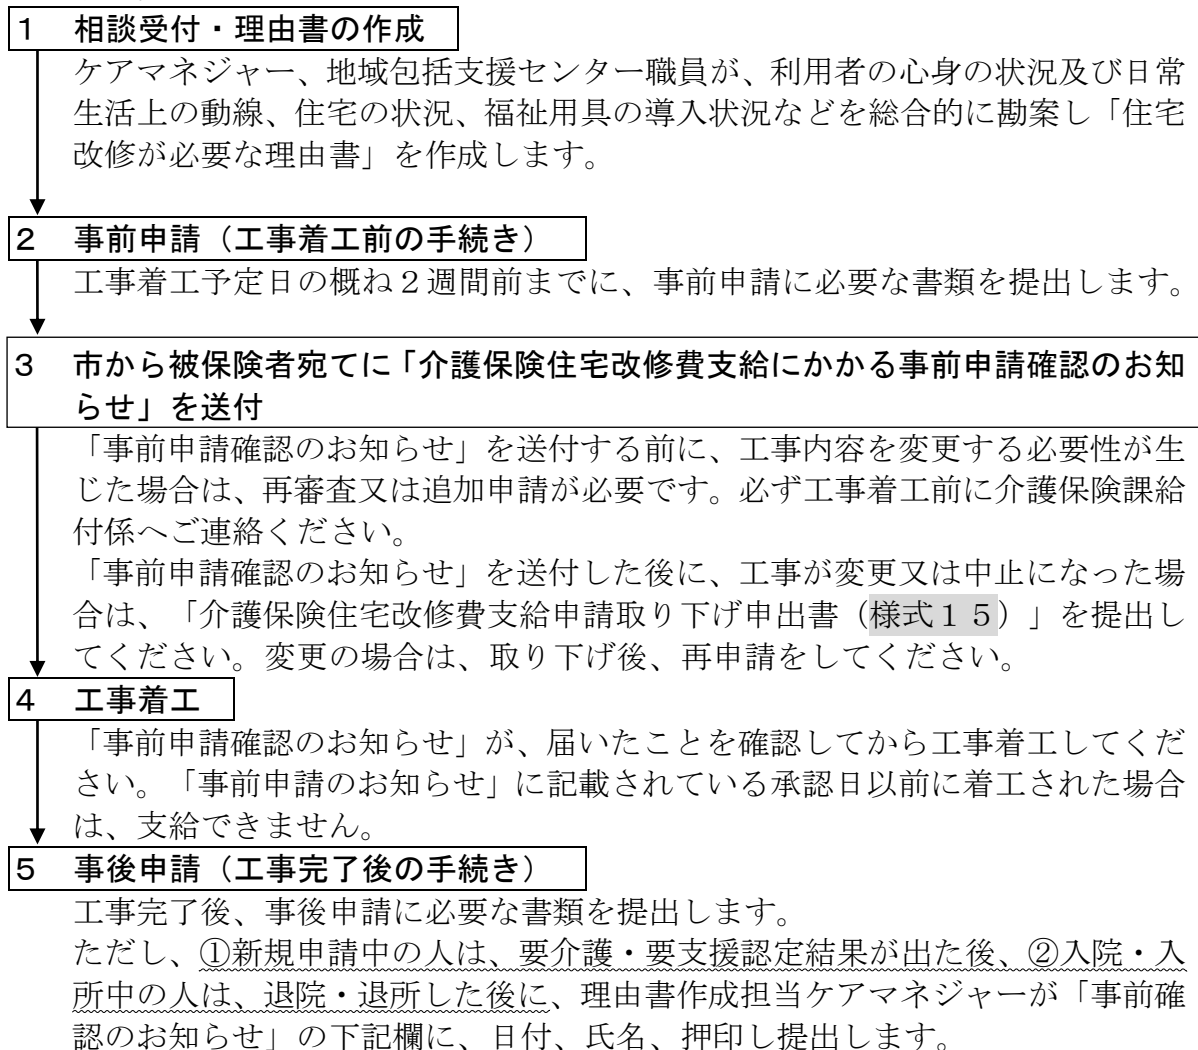 １　相談受付・理由書の作成
ケアマネジャー、地域包括支援センター職員が、利用者の心身の状況及び日常
生活上の動線、住宅の状況、福祉用具の導入状況などを総合的に勘案し「住宅
改修が必要な理由書」を作成します。
２　事前申請（工事着工前の手続き）
工事着工予定日の概ね２週間前までに、事前申請に必要な書類を提出します。
３　市から被保険者宛てに「介護保険住宅改修費支給にかかる事前申請確認のお知
らせ」を送付
「事前申請確認のお知らせ」を送付する前に、工事内容を変更する必要性が生
じた場合は、再審査又は追加申請が必要です。必ず工事着工前に介護保険課給
付係へご連絡ください。
「事前申請確認のお知らせ」を送付した後に、工事が変更又は中止になった場
合は、「介護保険住宅改修費支給申請取り下げ申出書（様式１５）」を提出し
てください。変更の場合は、取り下げ後、再申請をしてください。
４　工事着工
「事前申請確認のお知らせ」が、届いたことを確認してから工事着工してくだ
さい。「事前申請のお知らせ」に記載されている承認日以前に着工された場合
は、支給できません。
５　事後申請（工事完了後の手続き）
工事完了後、事後申請に必要な書類を提出します。
ただし、①新規申請中の人は、要介護・要支援認定結果が出た後、②入院・入
所中の人は、退院・退所した後に、理由書作成担当ケアマネジャーが「事前確
認のお知らせ」の下記欄に、日付、氏名、押印し提出します。